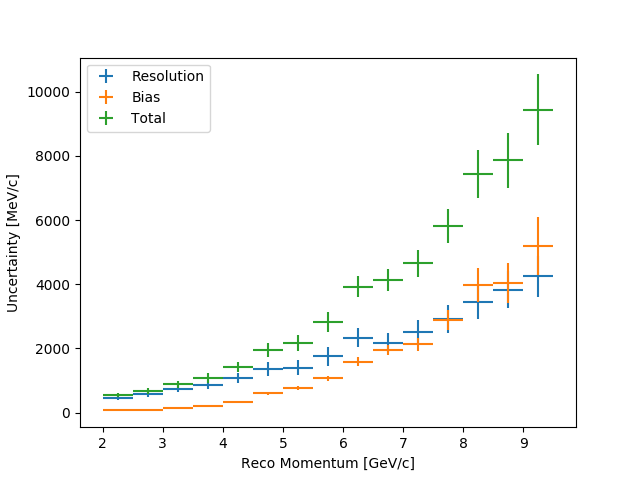 Resolution
Bias
Total
10000
8000
6000
4000
2000
0
Uncertainty [MeV/c]
2 3 4 5 6 7 8 9
Reco Momentum [GeV/c]